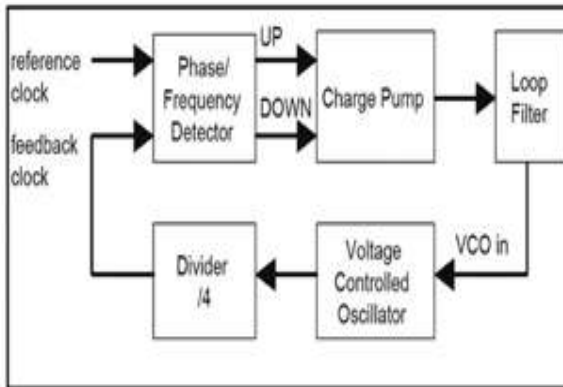 reference
clock
feedback
clock
Phase/
Frequency
Detector
UP
DOWN
Charge Pump
Loop
Filter
VCO in
Voltage
Controlled
Oscillator
Divider
/4